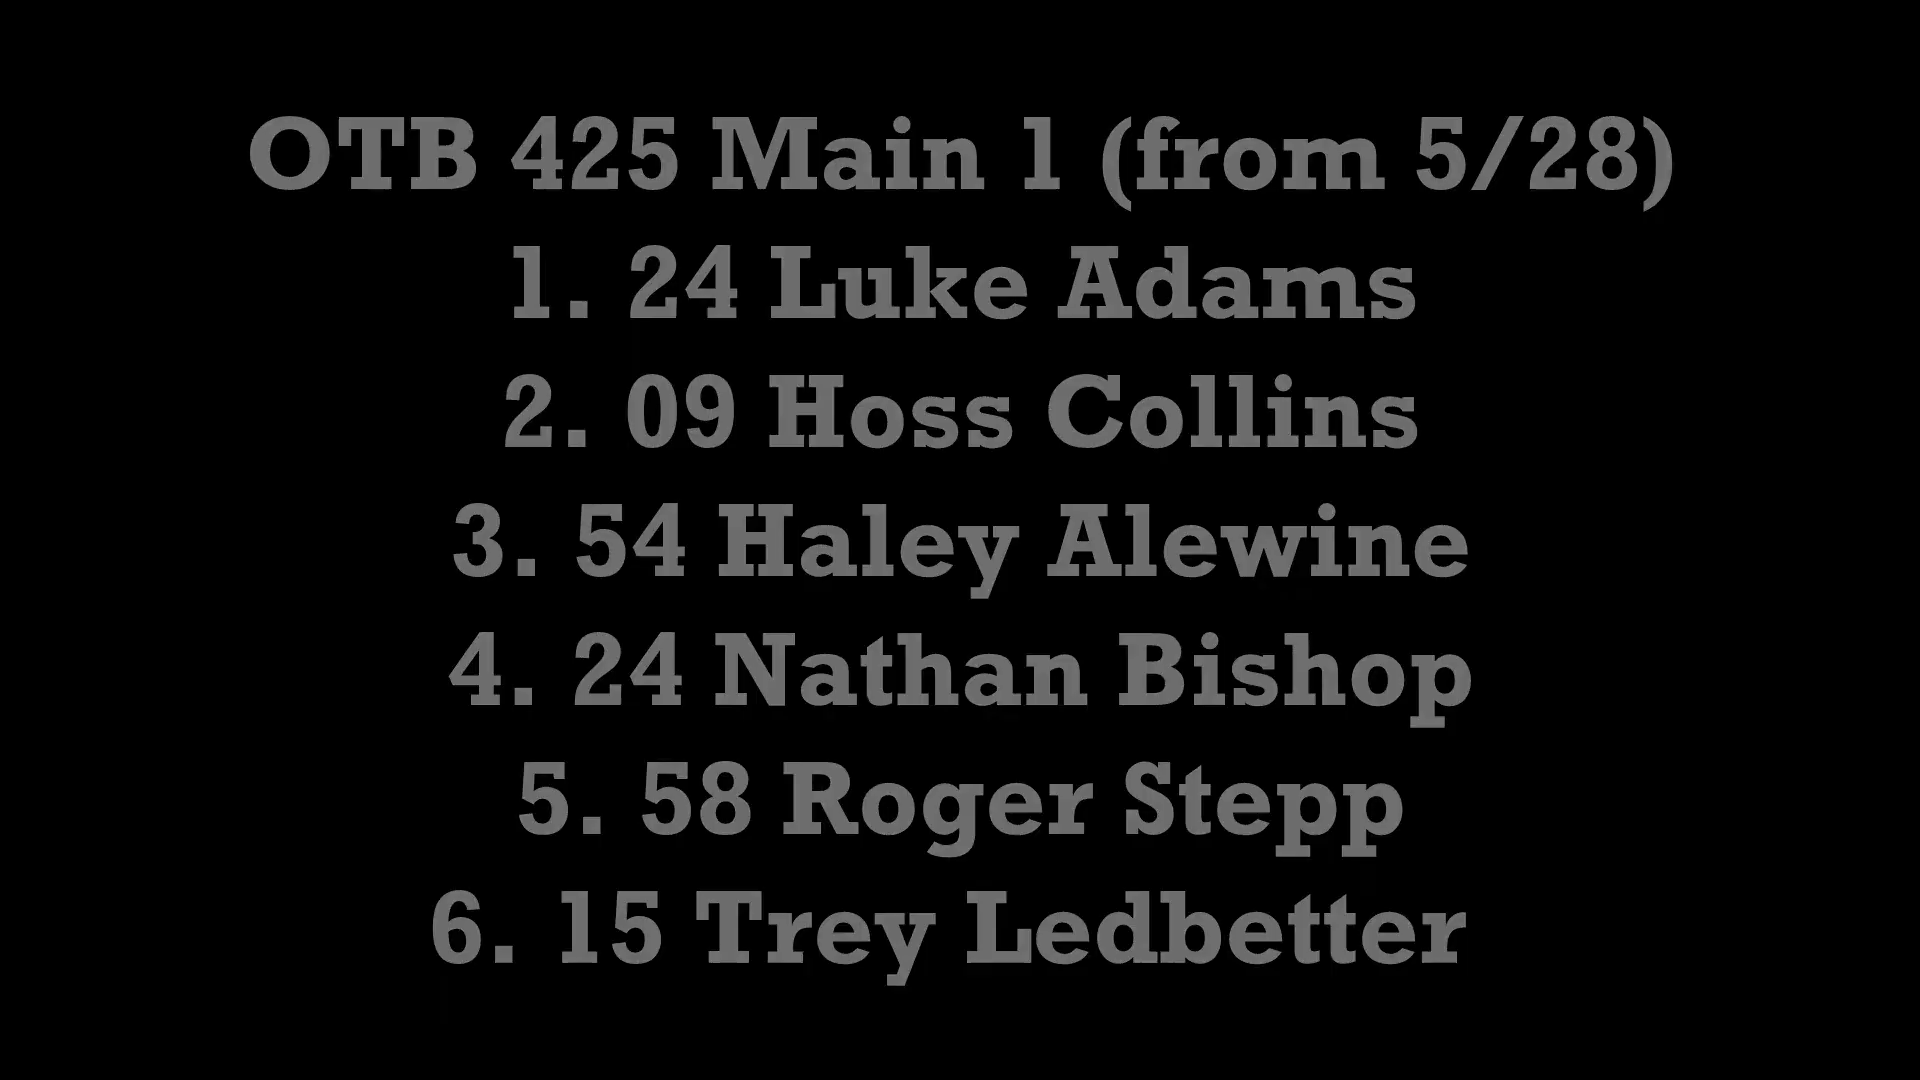 OTB 425 Main 1 (from 5/28)
1. 24 Luke Adams
2. 09 Hoss Collins
3. 54 Haley Alewine
4. 24 Nathan Bishop
5. 58 Roger Stepp
6. 15 Trey Ledbetter